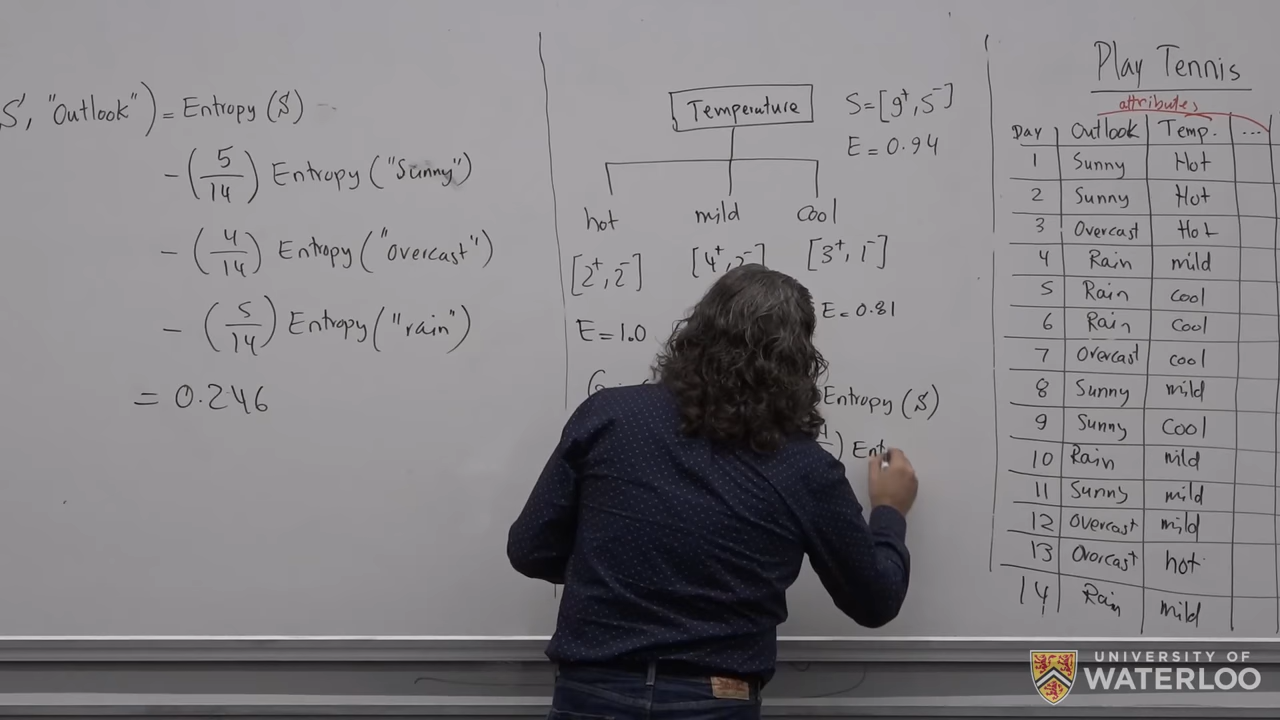 S, "Outlook") = Entropy (S)
- (5/14) Entropy ("Sunny")
- (4/14) Entropy ("Overcast")
- (5/14) Entropy ("rain")
= 0.246
Temperature
S=[9+, 5-]
E = 0.94
hot mild cool
[2+, 2-] [4+, 2-] [3+, 1-]
E = 1.0 E = 0.81
Entropy (S)
) Ent
Play Tennis
attributes
Day Outlook Temp. ...
1 Sunny Hot
2 Sunny Hot
3 Overcast Hot
4 Rain mild
5 Rain cool
6 Rain cool
7 Overcast cool
8 Sunny mild
9 Sunny Cool
10 Rain mild
11 Sunny mild
12 Overcast mild
13 Overcast hot
14 Rain mild
UNIVERSITY OF
WATERLOO